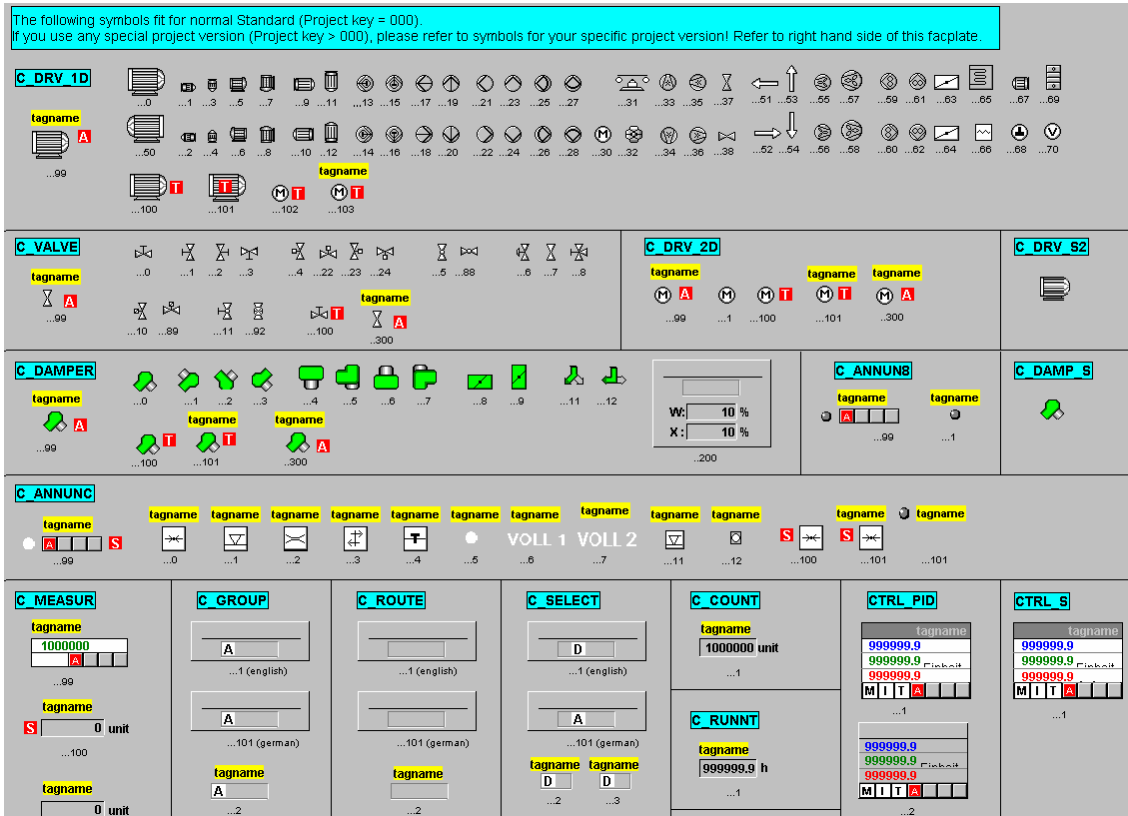 The following symbols fit for normal Standard (Project key = 000).
If you use any special project version (Project key > 000), please refer to symbols for your specific project version! Refer to right hand side of this facplate.
C_DRV_1D
...0 ...1 ...3 ...5 ...7 ...9 ...11 ...13 ...15 ...17 ...19 ...21 ...23 ...25 ...27 ...31 ...33 ...35 ...37 ...51 ...53 ...55 ...57 ...59 ...61 ...63 ...65 ...67 ...69
tagname
A
M M V
...50 ...2 ...4 ...6 ...8 ...10 ...12 ...14 ...16 ...18 ...20 ...22 ...24 ...26 ...28 ...30 ...32 ...34 ...36 ...38 ...52 ...54 ...56 ...58 ...60 ...62 ...64 ...66 ...68 ...70
...99
tagname
T T M T M T
...100 ...101 ...102 ...103
C_VALVE C_DRV_2D C_DRV_S2
...0 ...1 ...2 ...3 ...4 ...22 ...23 ...24 ...5 ...88 ...6 ...7 ...8
tagname tagname tagname tagname
A M A M M T M T M A
...99 ...99 ...1 ...100 ...101 ...300
tagname
T A
...10 ...89 ...11 ...92 ...100 ..300
C_DAMPER C_ANNUN8 C_DAMP_S
...0 ...1 ...2 ...3 ...4 ...5 ...6 ...7 ...8 ...9 ...11 ...12
tagname tagname tagname
A A
W: 10 %
X : 10 %
...99 ...99 ...1
tagname tagname
T T A
...100 ...101 ..300 ..200
C_ANNUNC
tagname tagname tagname tagname tagname tagname tagname tagname tagname tagname tagname tagname tagname
A S VOLL 1 VOLL 2 S S
...99 ...0 ...1 ...2 ...3 ...4 ...5 ...6 ...7 ...11 ...12 ...100 ...101 ...101
C_MEASUR C_GROUP C_ROUTE C_SELECT C_COUNT CTRL_PID CTRL_S
tagname
1000000
A
...99
tagname
S 0 unit
...100
tagname
0 unit
A
...1 (english)
A
...101 (german)
tagname
A
...2
...1 (english)
...101 (german)
tagname
...2
D
...1 (english)
A
...101 (german)
tagname tagname
D D
...2 ...3
tagname
1000000 unit
...1
C_RUNNT
tagname
999999.9 h
...1
tagname
999999.9
999999.9 Einheit
999999.9
M I T A
...1
999999.9
999999.9 Einheit
999999.9
M I T A
...2
tagname
999999.9
999999.9
999999.9
M I T A
...1